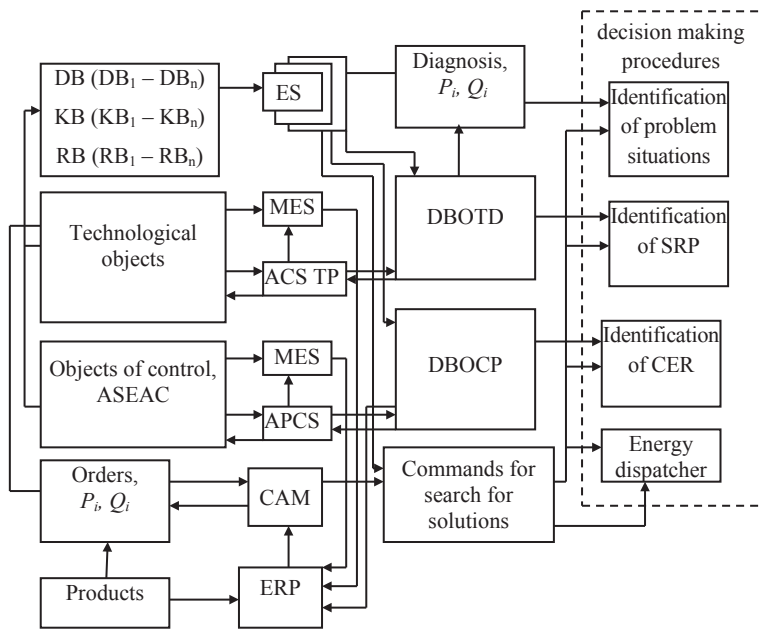 decision making
procedures
DB (DB1 – DBn)
KB (KB1 – KBn)
RB (RB1 – RBn)
ES
Diagnosis,
Pi, Qi
Identification
of problem
situations
Technological
objects
MES
ACS TP
DBOTD
Identification
of SRP
Objects of control,
ASEAC
MES
APCS
DBOCP
Identification
of CER
Orders,
Pi, Qi
CAM
Commands for
search for
solutions
Energy
dispatcher
Products
ERP